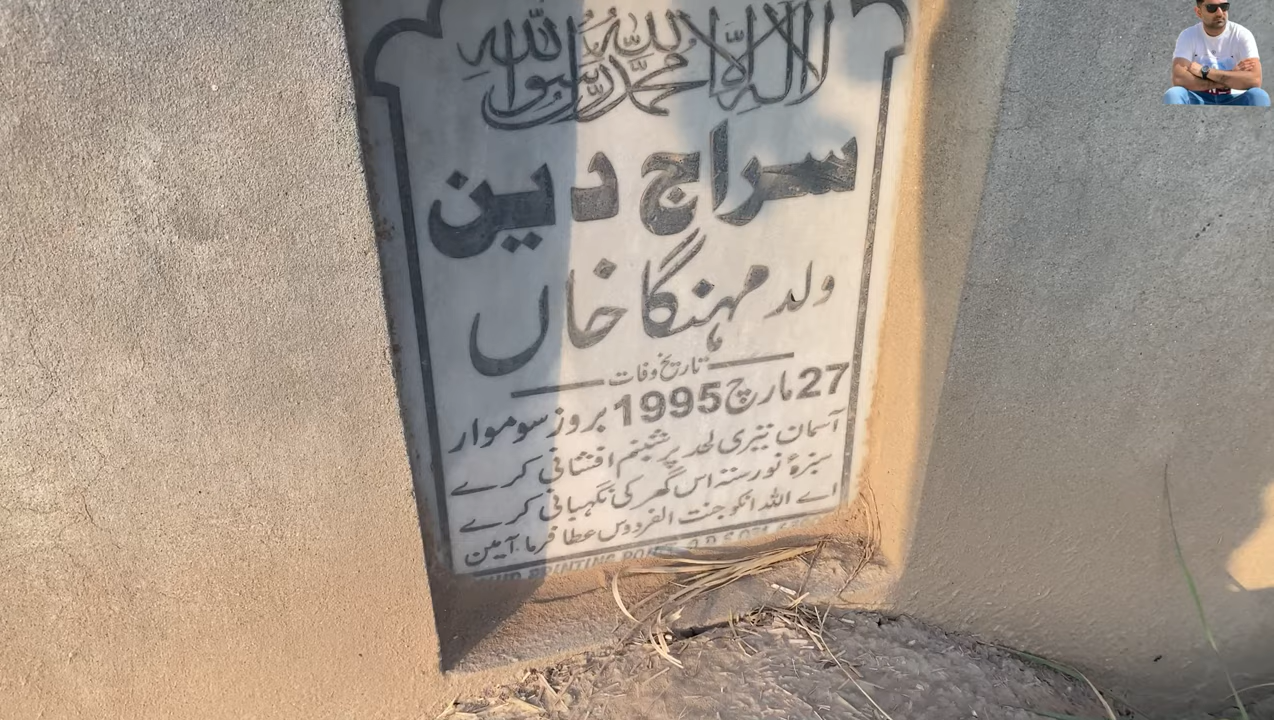 لا الہ الا اللہ محمد رسول اللہ
سراج دین
ولد مہنگا خاں
تاریخ وفات
27 مارچ 1995 بروز سوموار
آسمان تیری لحد پر شبنم افشانی کرے
سبزۂ نورستہ اس گھر کی نگہبانی کرے
اے اللہ انکو جنت الفردوس عطا فرما۔ آمین
PRINTING